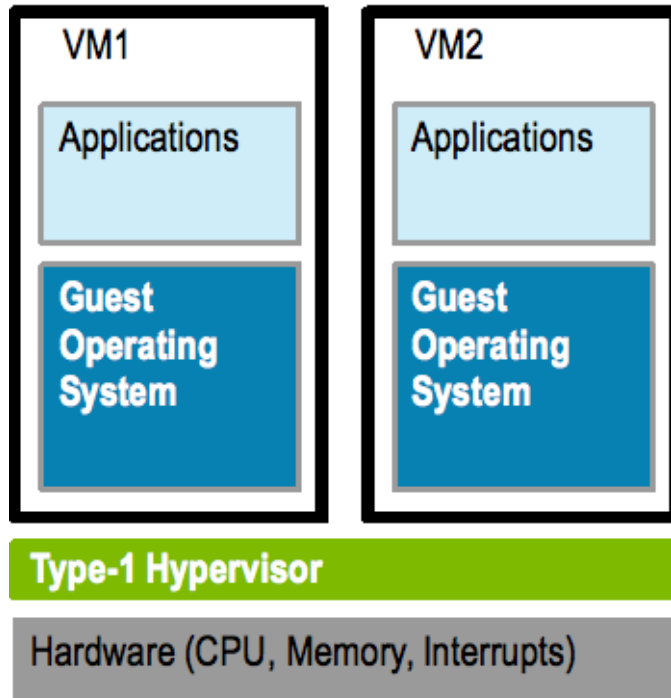 VM1
Applications
Guest
Operating
System
VM2
Applications
Guest
Operating
System
Type-1 Hypervisor
Hardware (CPU, Memory, Interrupts)